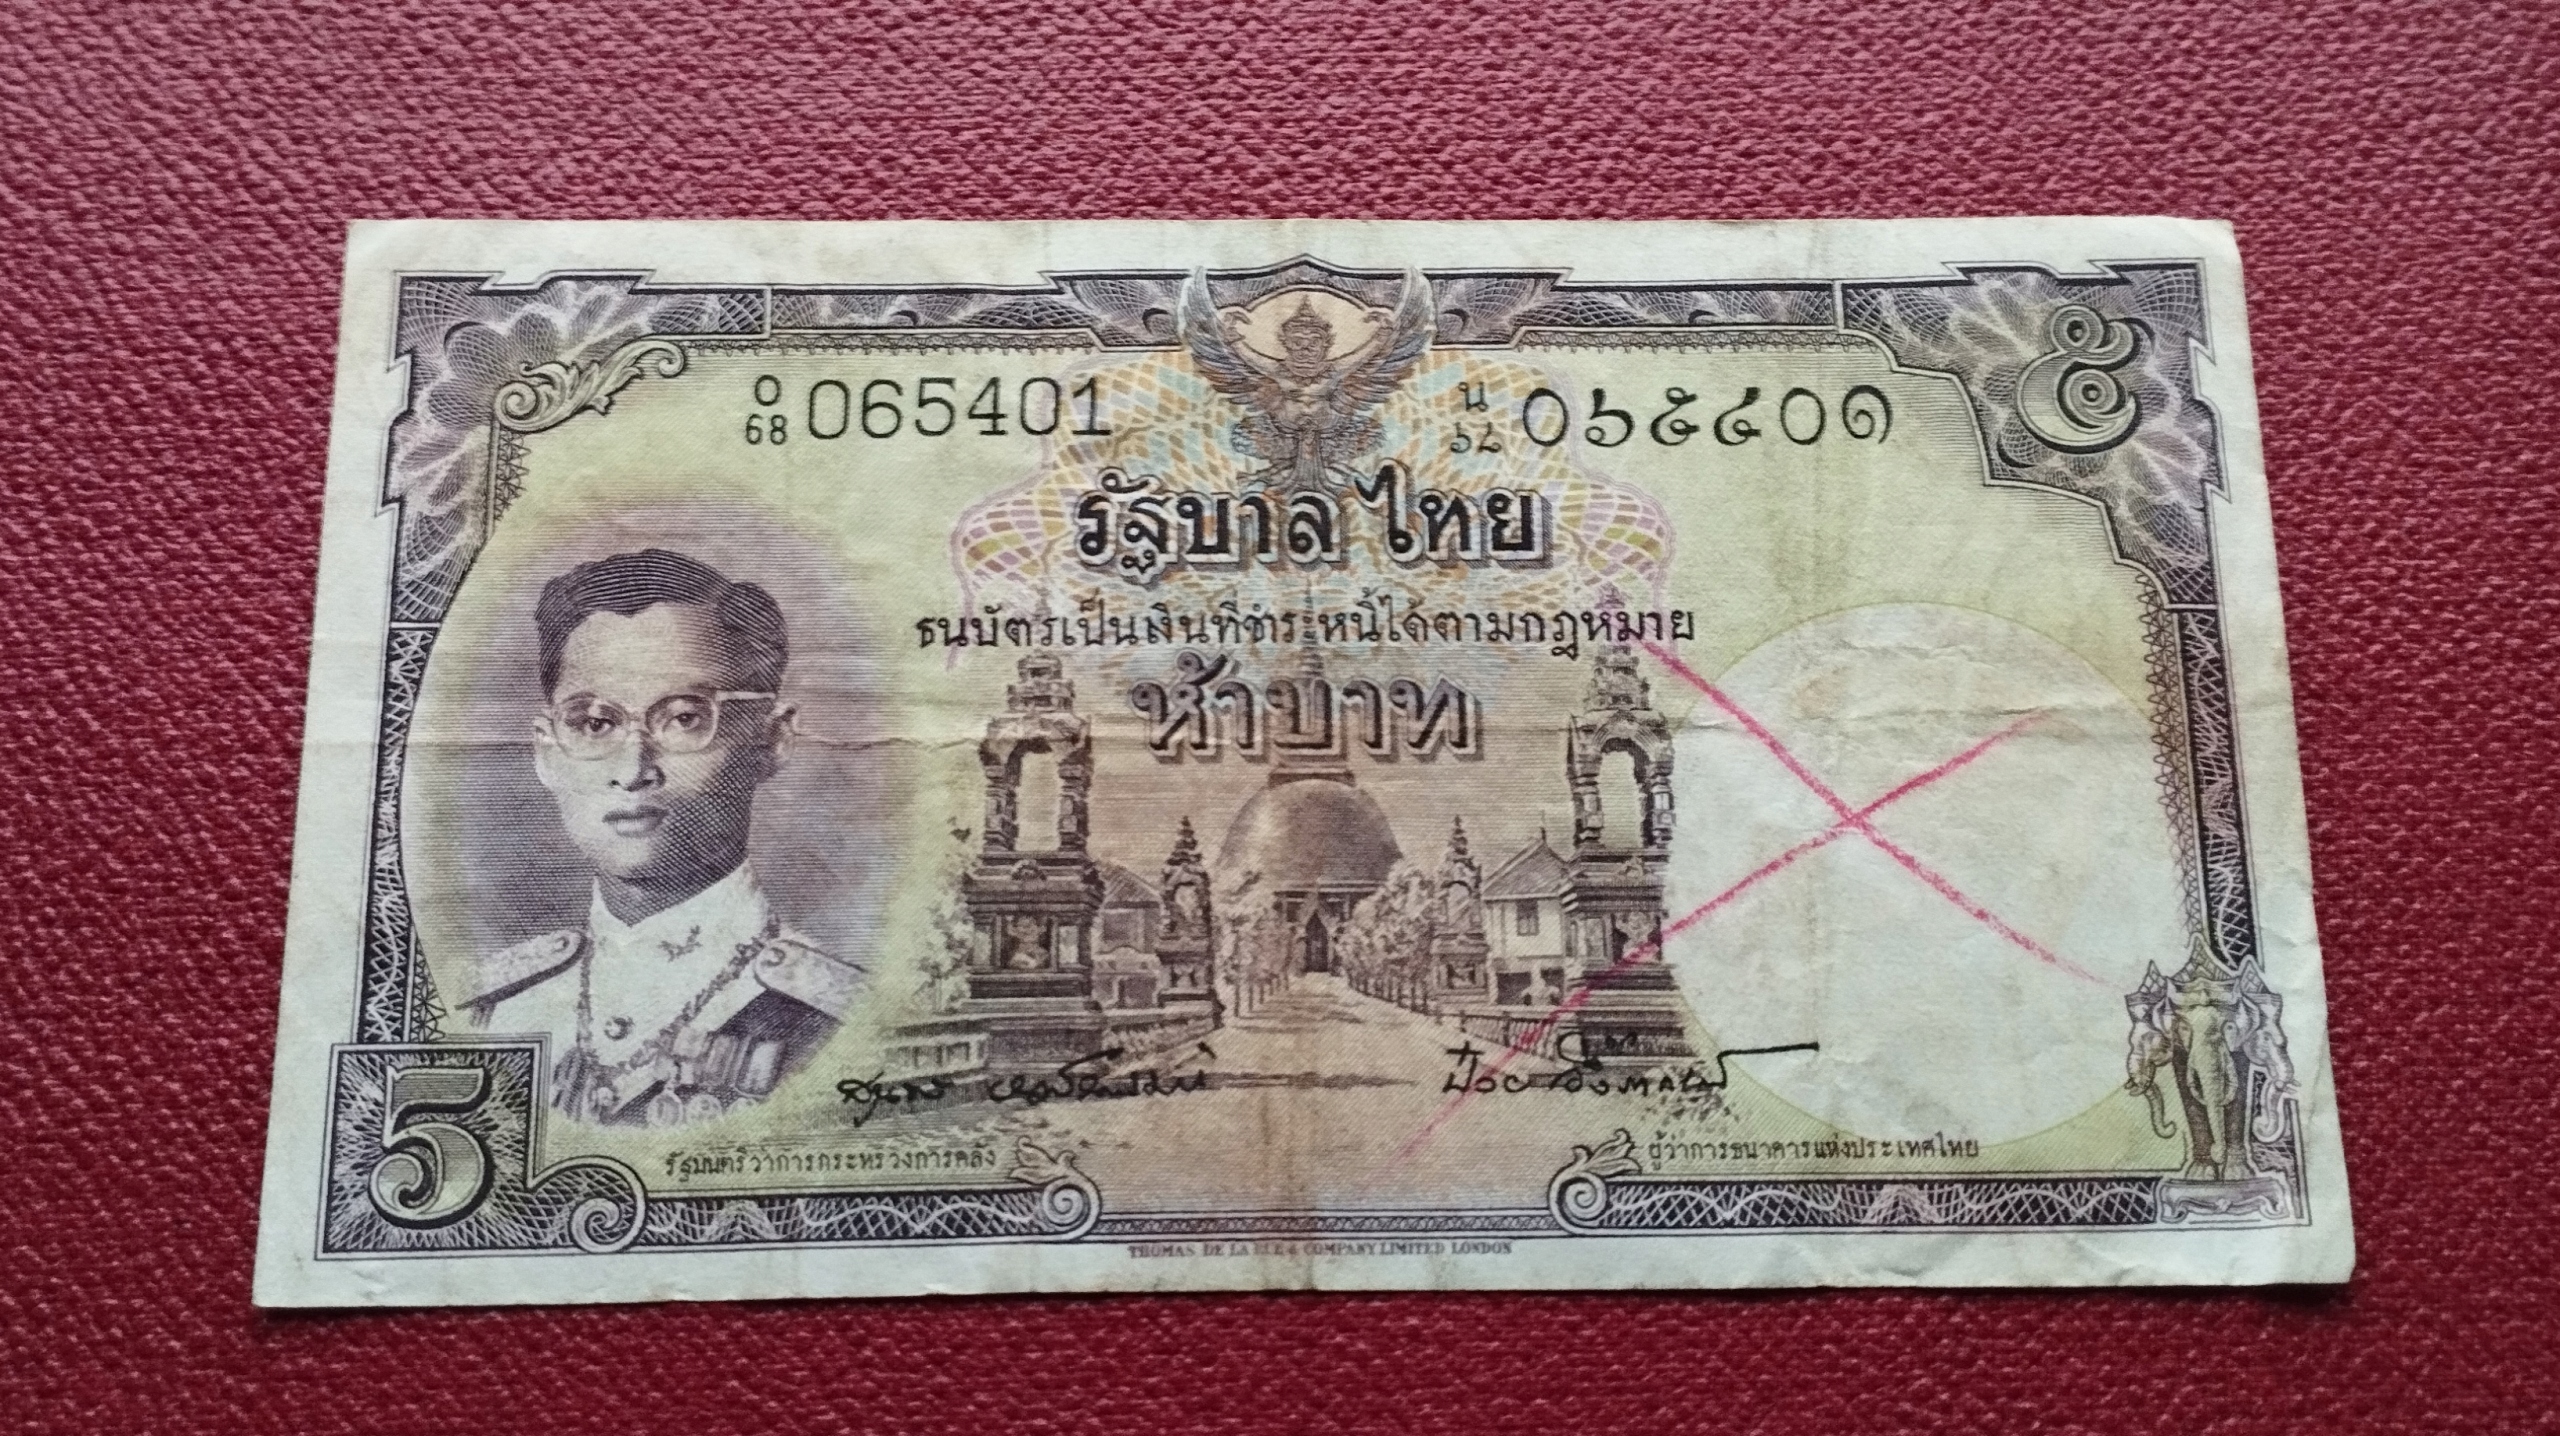 O
68 065401
น
๖๘ ๐๖๕๔๐๑
๕
รัฐบาลไทย
ธนบัตรเป็นเงินที่ชำระหนี้ได้ตามกฎหมาย
ห้าบาท
5
รัฐมนตรีว่าการกระทรวงการคลัง
ผู้ว่าการธนาคารแห่งประเทศไทย
THOMAS DE LA RUE & COMPANY LIMITED LONDON